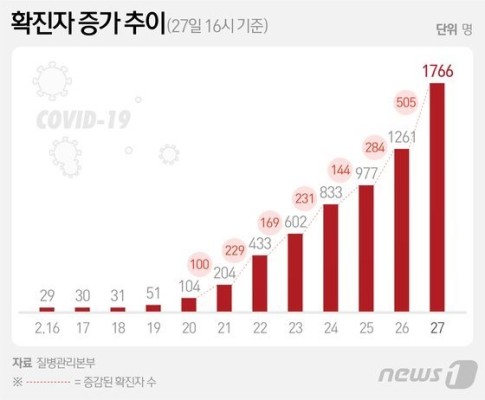 확진자 증가 추이(27일 16시 기준)
단위 명
COVID-19
1766
505
1261
284
977
144
833
231
602
169
433
229
204
100
104
51
31
30
29
2.16 17 18 19 20 21 22 23 24 25 26 27
자료 질병관리본부
※ ············ = 증감된 확진자 수
news1